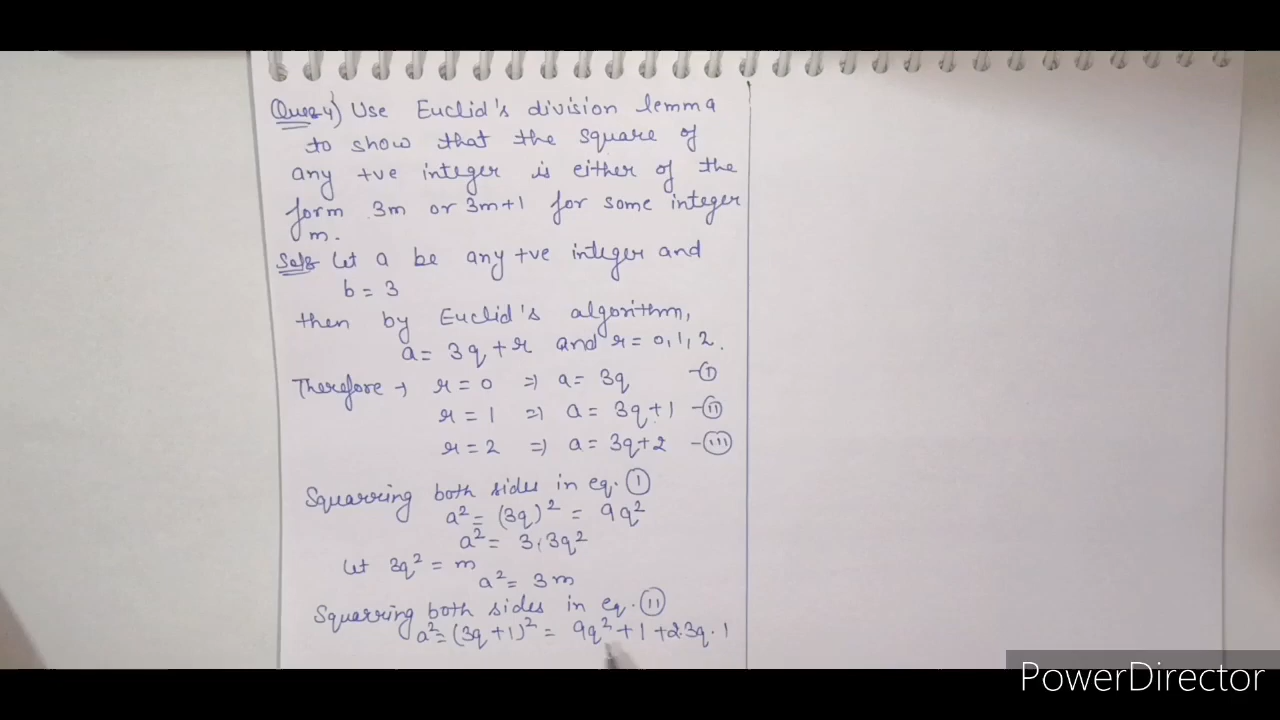 Ques 4) Use Euclid's division lemma
to show that the square of
any +ve integer is either of the
form 3m or 3m+1 for some integer
m.
Sol: Let a be any +ve integer and
b = 3
then by Euclid's algorithm,
a = 3q + r and r = 0, 1, 2.
Therefore → r = 0 ⇒ a = 3q -Ⓘ
r = 1 ⇒ a = 3q+1 -(II)
r = 2 ⇒ a = 3q+2 -(III)
Squarring both sides in eq. Ⓘ
a² = (3q)² = 9q²
a² = 3.3q²
Let 3q² = m
a² = 3m
Squarring both sides in eq. (II)
a² = (3q+1)² = 9q² + 1 + 2.3q.1
PowerDirector